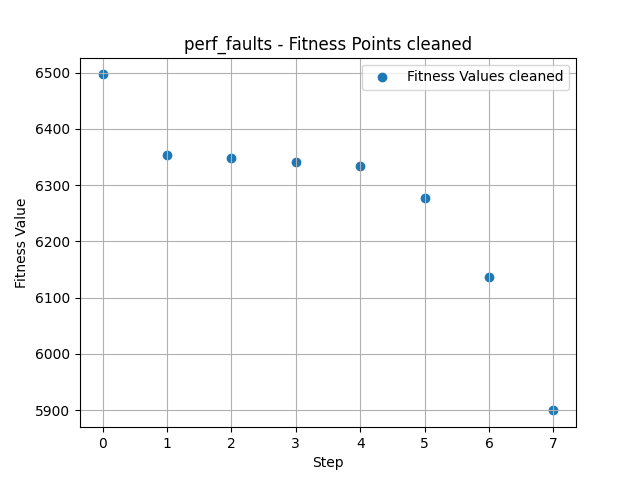 perf_faults - Fitness Points cleaned
Fitness Values cleaned
6500
6400
6300
6200
6100
6000
5900
Fitness Value
0 1 2 3 4 5 6 7
Step